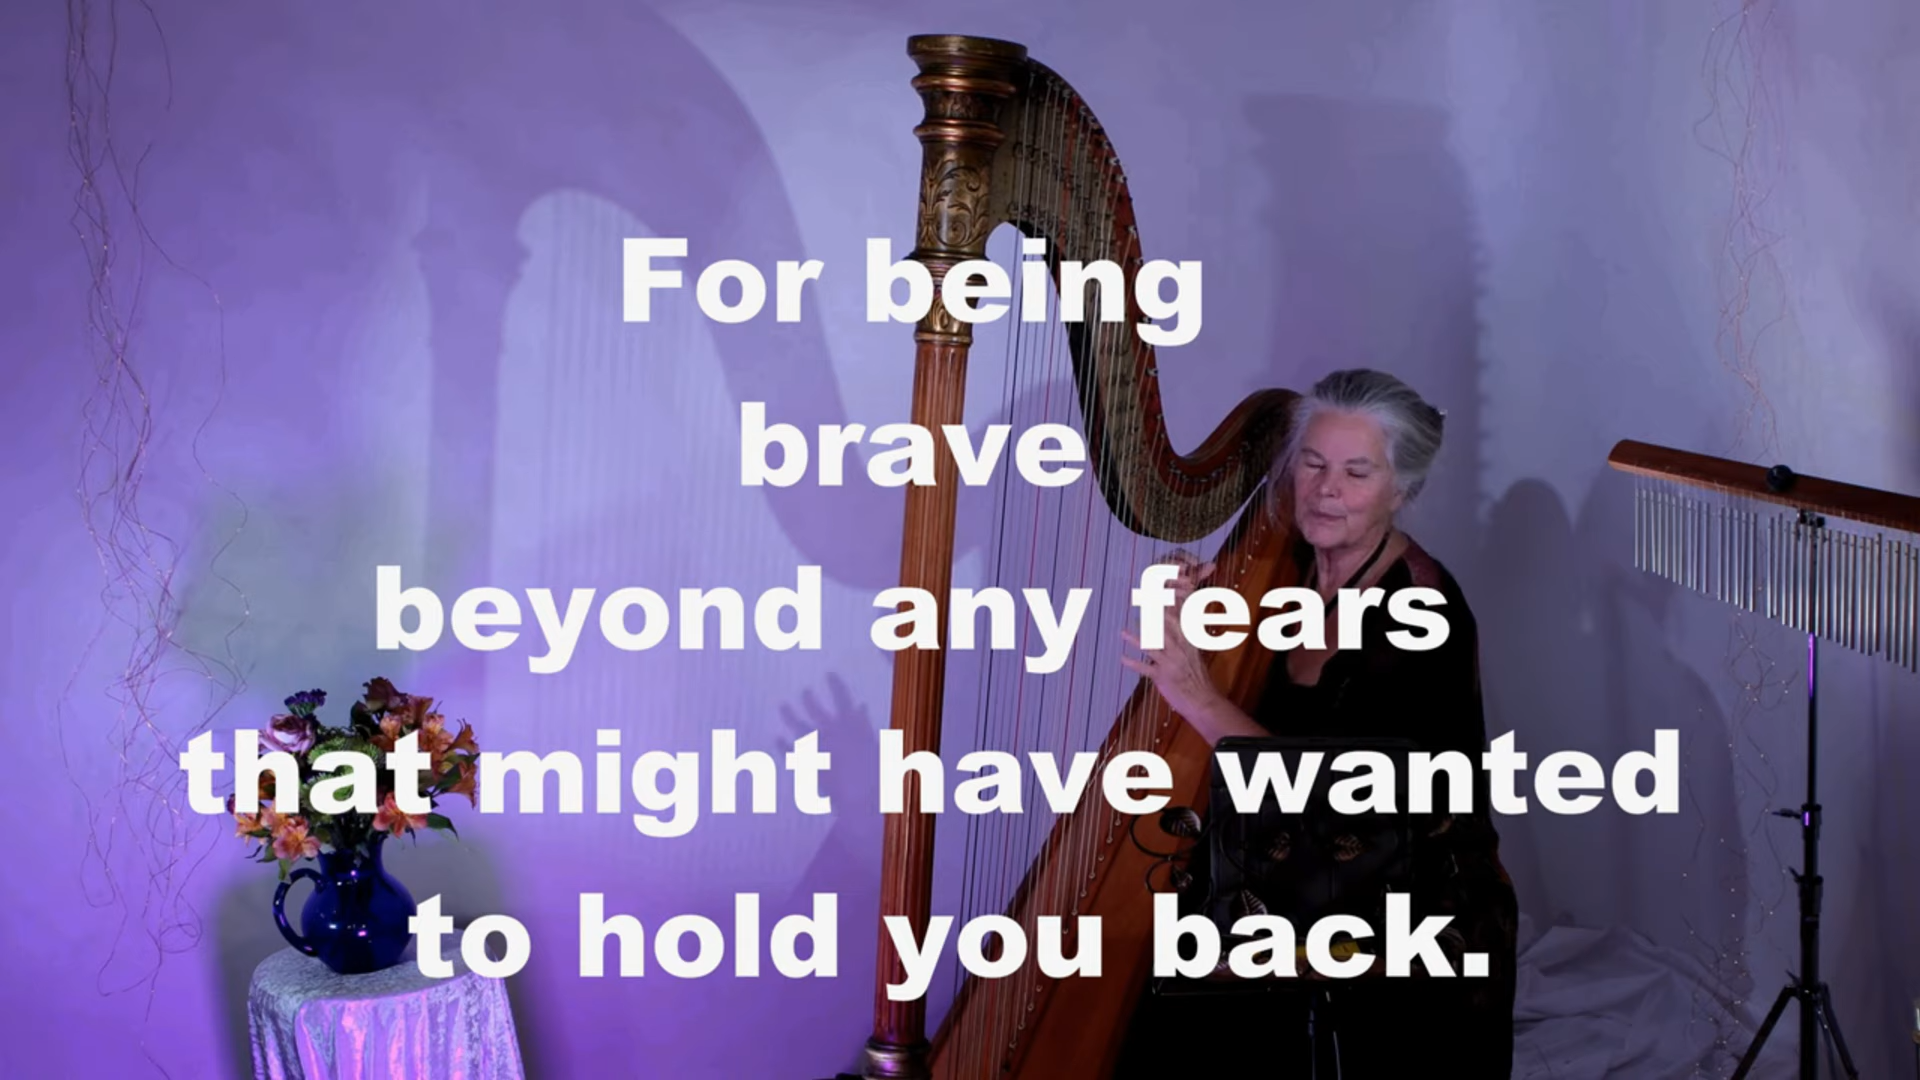 For being
brave
beyond any fears
that might have wanted
to hold you back.